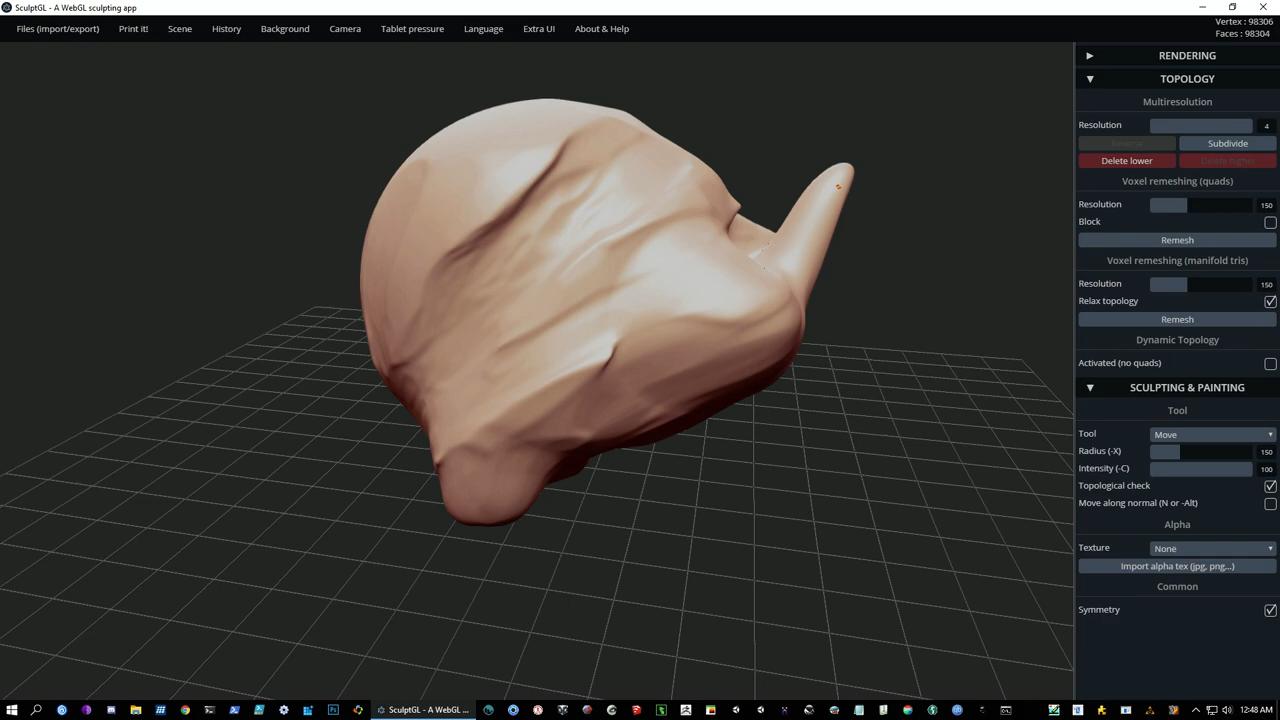 SculptGL - A WebGL sculpting app
Files (import/export) Print it! Scene History Background Camera Tablet pressure Language Extra UI About & Help
Vertex : 98306
Faces : 98304
RENDERING
TOPOLOGY
Multiresolution
Resolution 4
Reverse Subdivide
Delete lower Delete higher
Voxel remeshing (quads)
Resolution 150
Block
Remesh
Voxel remeshing (manifold tris)
Resolution 150
Relax topology
Remesh
Dynamic Topology
Activated (no quads)
SCULPTING & PAINTING
Tool
Tool Move
Radius (-X) 150
Intensity (-C) 100
Topological check
Move along normal (N or -Alt)
Alpha
Texture None
Import alpha tex (jpg, png...)
Common
Symmetry
SculptGL - A WebGL ...
12:48 AM